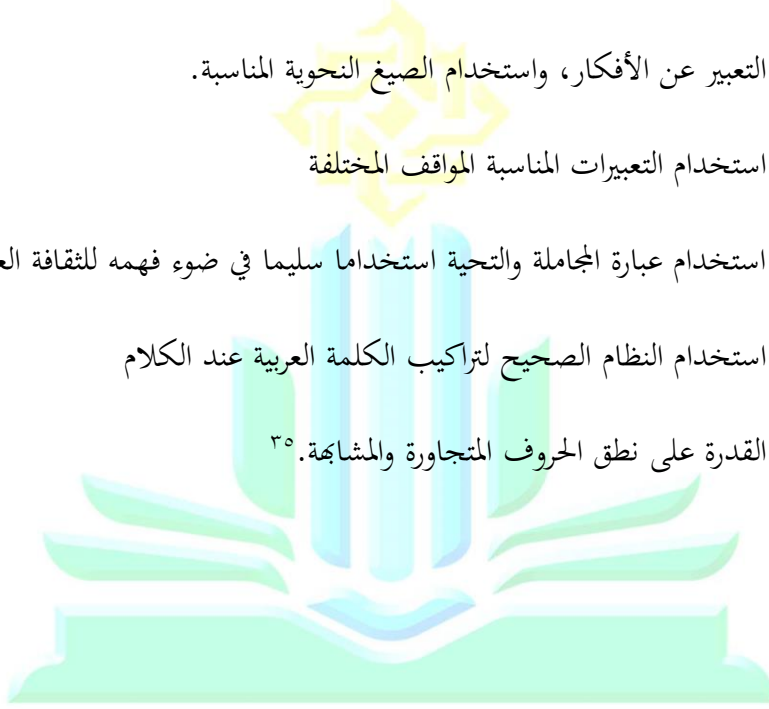 التعبير عن الأفكار، واستخدام الصيغ النحوية المناسبة.
استخدام التعبيرات المناسبة المواقف المختلفة
استخدام عبارة المجاملة والتحية استخداما سليما في ضوء فهمه للثقافة
استخدام النظام الصحيح لتراكيب الكلمة العربية عند الكلام
القدرة على نطق الحروف المتجاورة والمشابهة.٣٥